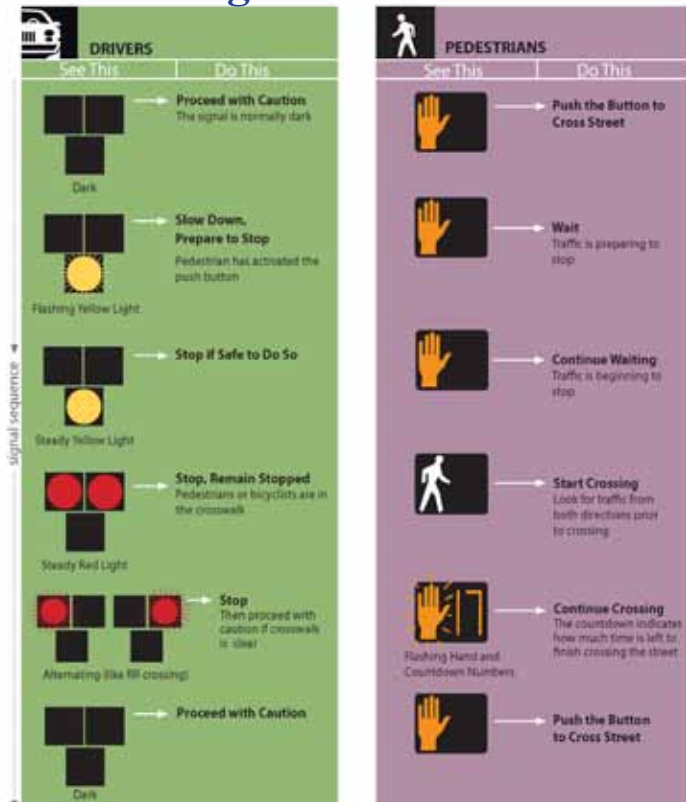 DRIVERS
See This
Do This
Proceed with Caution
The signal is normally dark
Dark
Slow Down,
Prepare to Stop
Pedestrian has activated the
push button
Flashing Yellow Light
Stop if Safe to Do So
Steady Yellow Light
Stop, Remain Stopped
Pedestrians or bicyclists are in
the crosswalk
Steady Red Light
Stop
Then proceed with
caution if crosswalk
is clear
Alternating (like fill crossing)
Proceed with Caution
Dark
signal sequence
PEDESTRIANS
See This
Do This
Push the Button to
Cross Street
Wait
Traffic is preparing to
stop
Continue Waiting
Traffic is beginning to
stop
Start Crossing
Look for traffic from
both directions prior
to crossing
17
Continue Crossing
The countdown indicates
how much time is left to
finish crossing the street
Flashing Hand and
Countdown Numbers
Push the Button
to Cross Street